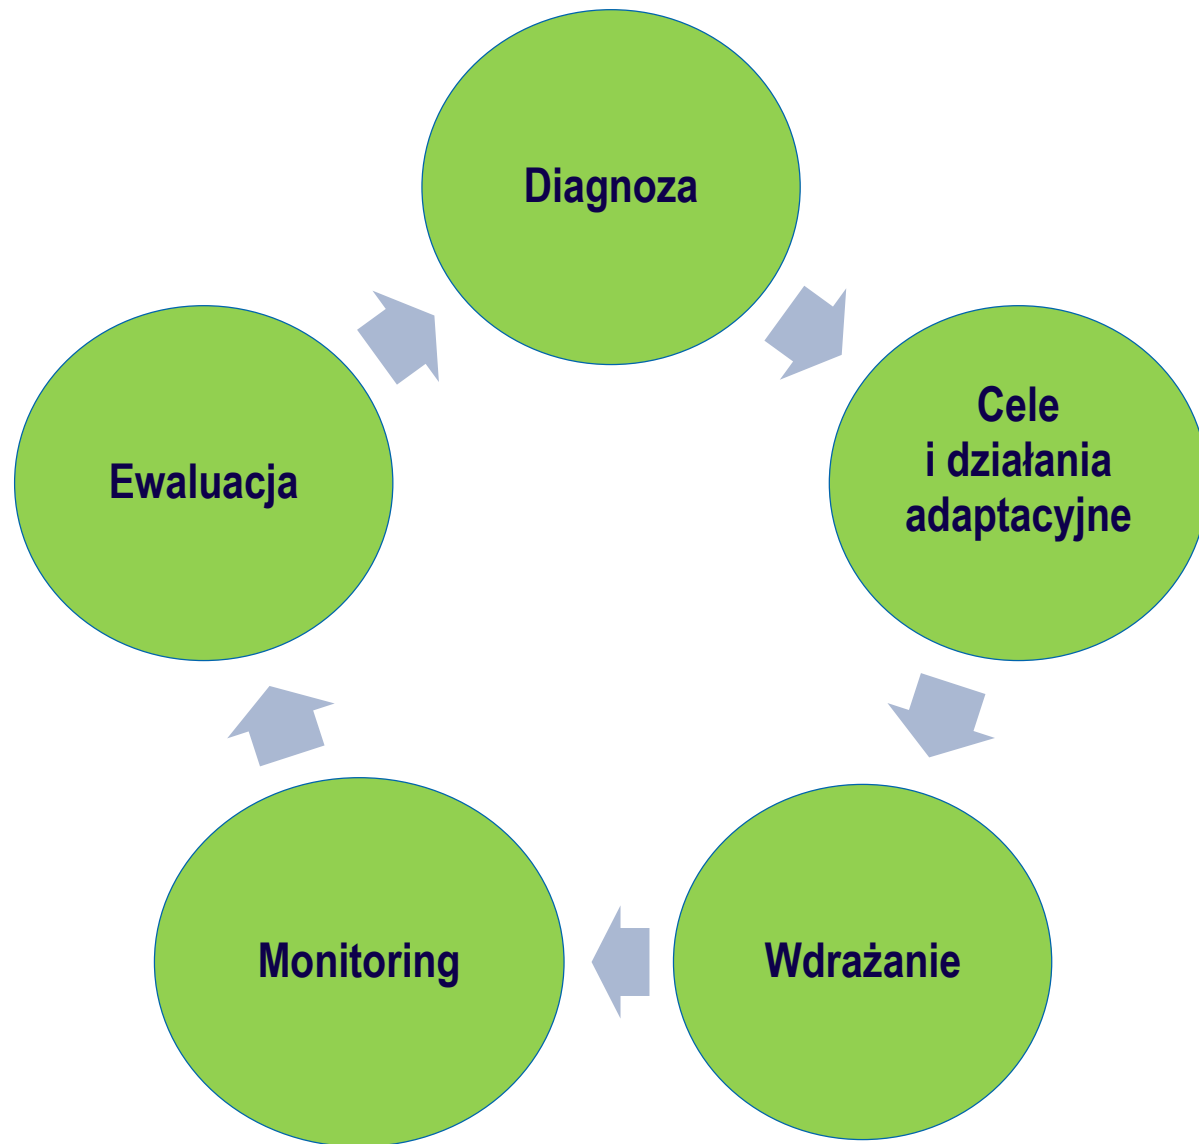 Diagnoza
Cele
i działania
adaptacyjne
Wdrażanie
Monitoring
Ewaluacja